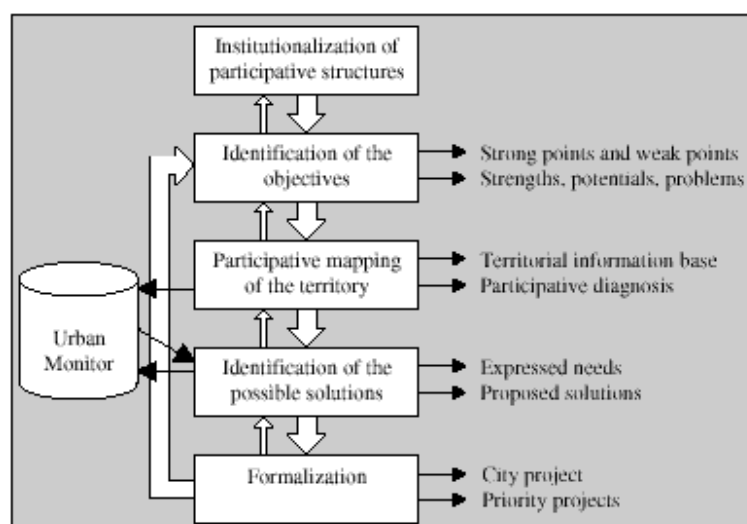 Institutionalization of
participative structures
Identification of the
objectives
Strong points and weak points
Strengths, potentials, problems
Participative mapping
of the territory
Territorial information base
Participative diagnosis
Urban
Monitor
Identification of the
possible solutions
Expressed needs
Proposed solutions
Formalization
City project
Priority projects